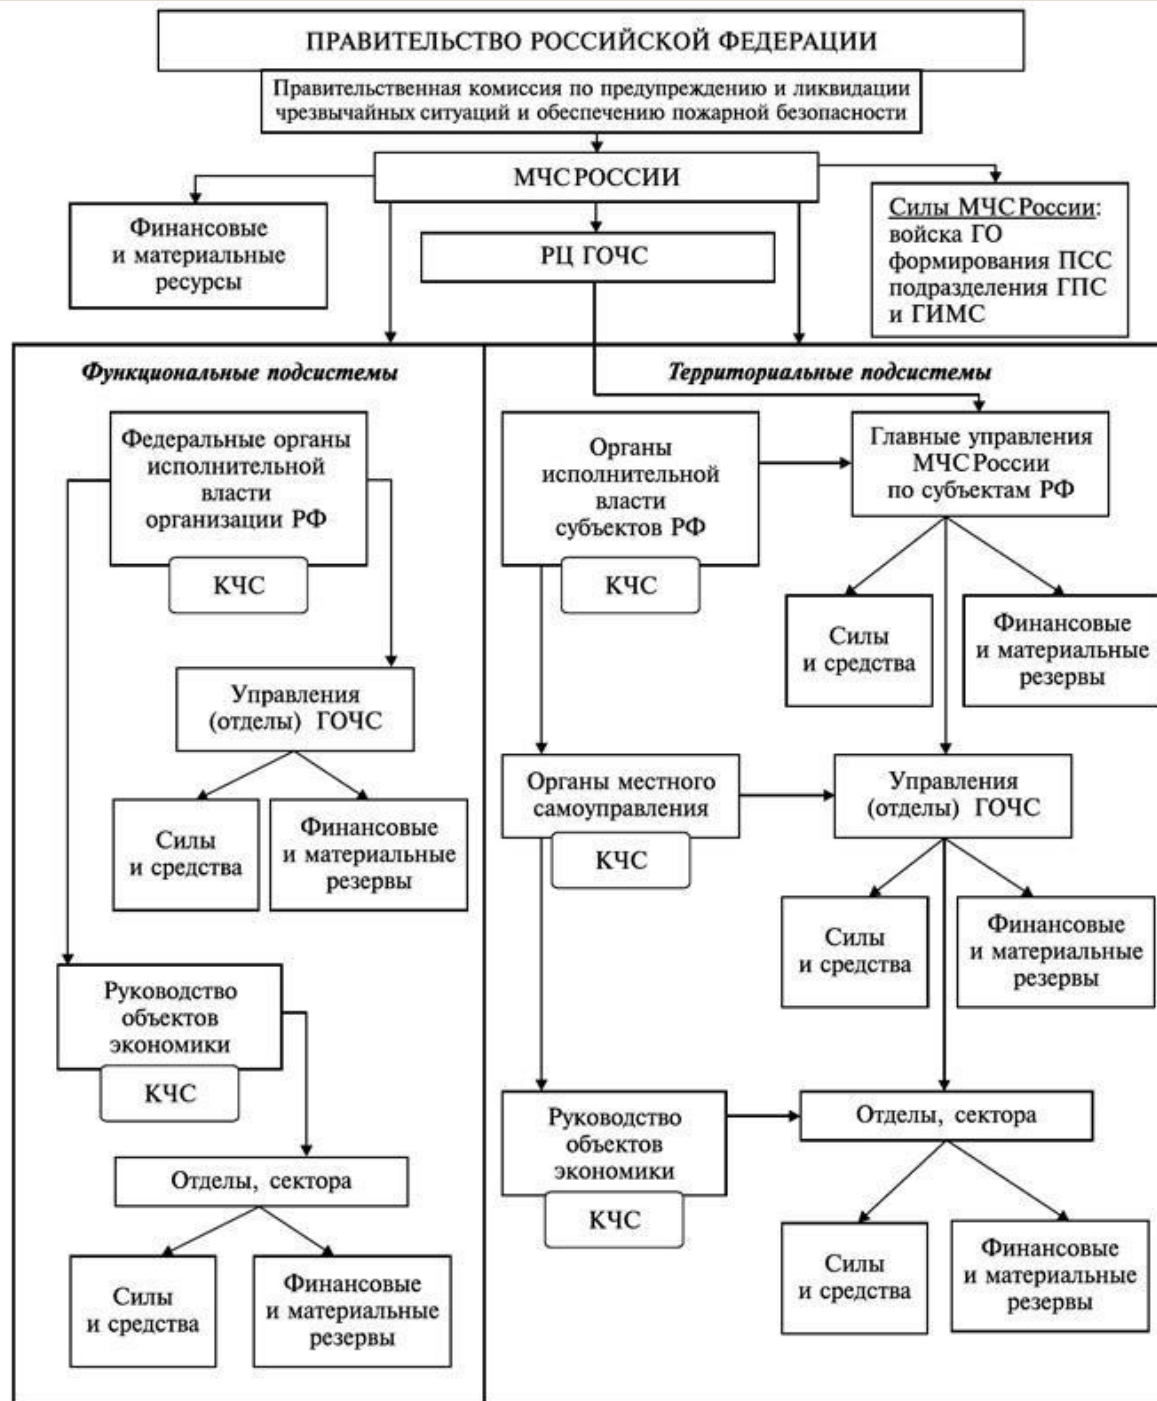 ПРАВИТЕЛЬСТВО РОССИЙСКОЙ ФЕДЕРАЦИИ
Правительственная комиссия по предупреждению и ликвидации
чрезвычайных ситуаций и обеспечению пожарной безопасности
МЧС РОССИИ
Финансовые
и материальные
ресурсы
РЦ ГОЧС
Силы МЧС России:
войска ГО
формирования ПСС
подразделения ГПС
и ГИМС
Функциональные подсистемы
Федеральные органы
исполнительной
власти
организации РФ
КЧС
Управления
(отделы) ГОЧС
Силы
и средства
Финансовые
и материальные
резервы
Руководство
объектов
экономики
КЧС
Отделы, сектора
Силы
и средства
Финансовые
и материальные
резервы
Территориальные подсистемы
Органы
исполнительной
власти
субъектов РФ
КЧС
Главные управления
МЧС России
по субъектам РФ
Силы
и средства
Финансовые
и материальные
резервы
Органы местного
самоуправления
КЧС
Управления
(отделы) ГОЧС
Силы
и средства
Финансовые
и материальные
резервы
Руководство
объектов
экономики
КЧС
Отделы, сектора
Силы
и средства
Финансовые
и материальные
резервы